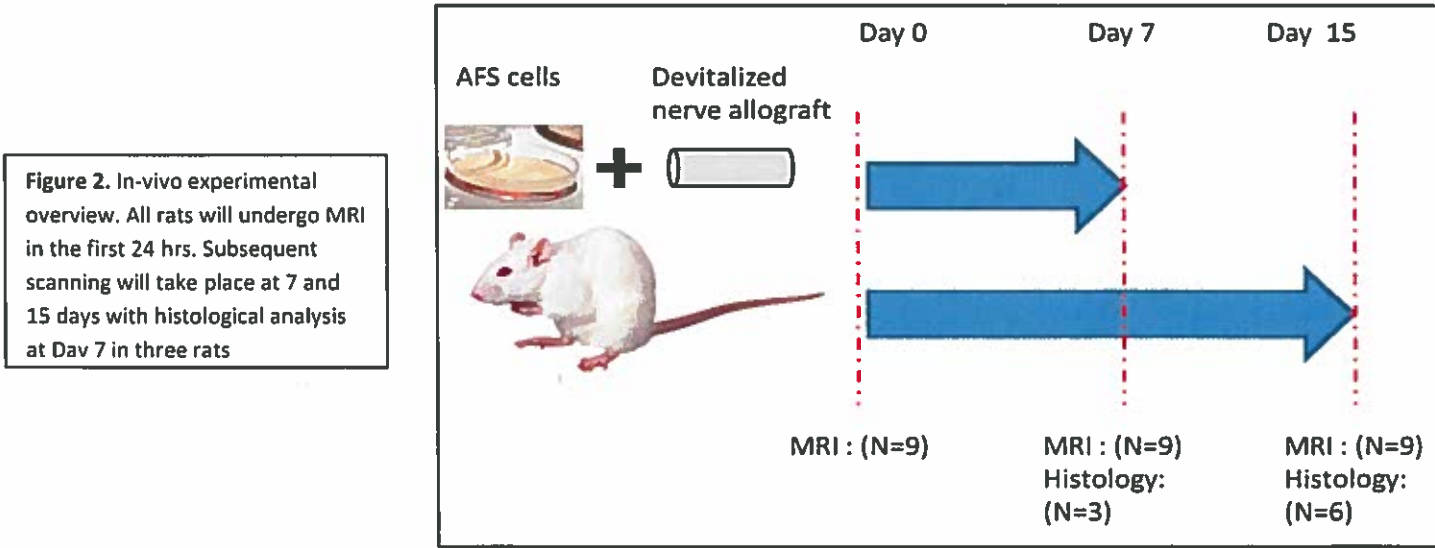 Figure 2. In-vivo experimental
overview. All rats will undergo MRI
in the first 24 hrs. Subsequent
scanning will take place at 7 and
15 days with histological analysis
at Day 7 in three rats
Day 0
Day 7
Day 15
AFS cells
Devitalized
nerve allograft
MRI : (N=9)
MRI : (N=9)
Histology:
(N=3)
MRI : (N=9)
Histology:
(N=6)